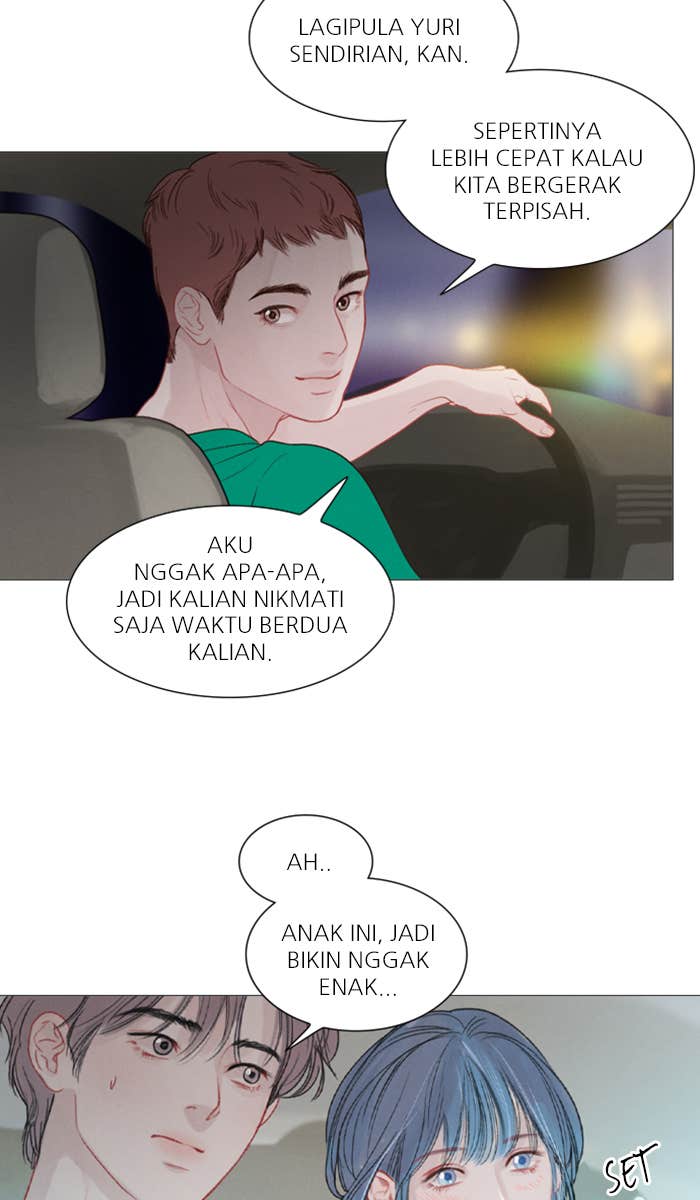 LAGIPULA YURI
SENDIRIAN, KAN.
SEPERTINYA
LEBIH CEPAT KALAU
KITA BERGERAK
TERPISAH.
AKU
NGGAK APA-APA,
JADI KALIAN NIKMATI
SAJA WAKTU BERDUA
KALIAN.
AH..
ANAK INI, JADI
BIKIN NGGAK
ENAK...
SET